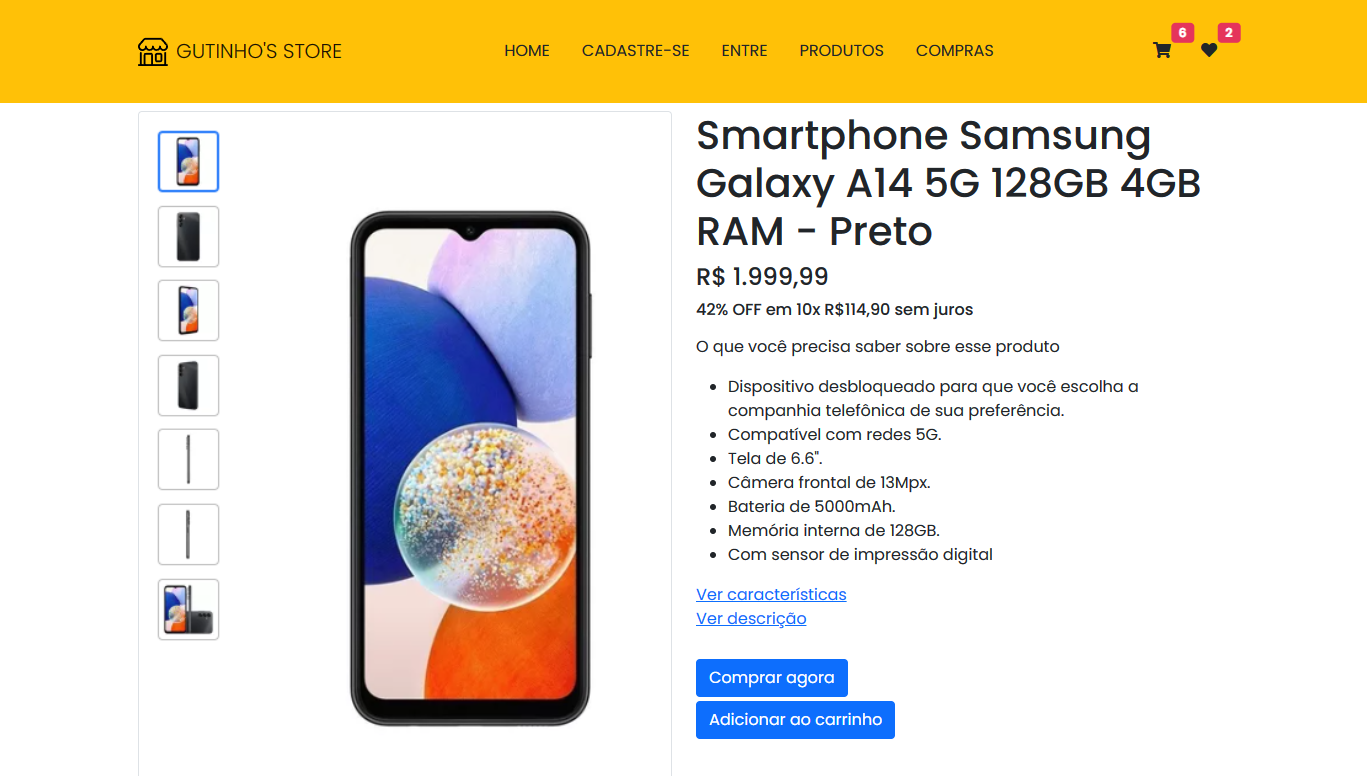 GUTINHO'S STORE
HOME CADASTRE-SE ENTRE PRODUTOS COMPRAS
6 2
Smartphone Samsung
Galaxy A14 5G 128GB 4GB
RAM - Preto
R$ 1.999,99
42% OFF em 10x R$114,90 sem juros
O que você precisa saber sobre esse produto
Dispositivo desbloqueado para que você escolha a
companhia telefônica de sua preferência.
Compatível com redes 5G.
Tela de 6.6".
Câmera frontal de 13Mpx.
Bateria de 5000mAh.
Memória interna de 128GB.
Com sensor de impressão digital
Ver características
Ver descrição
Comprar agora
Adicionar ao carrinho